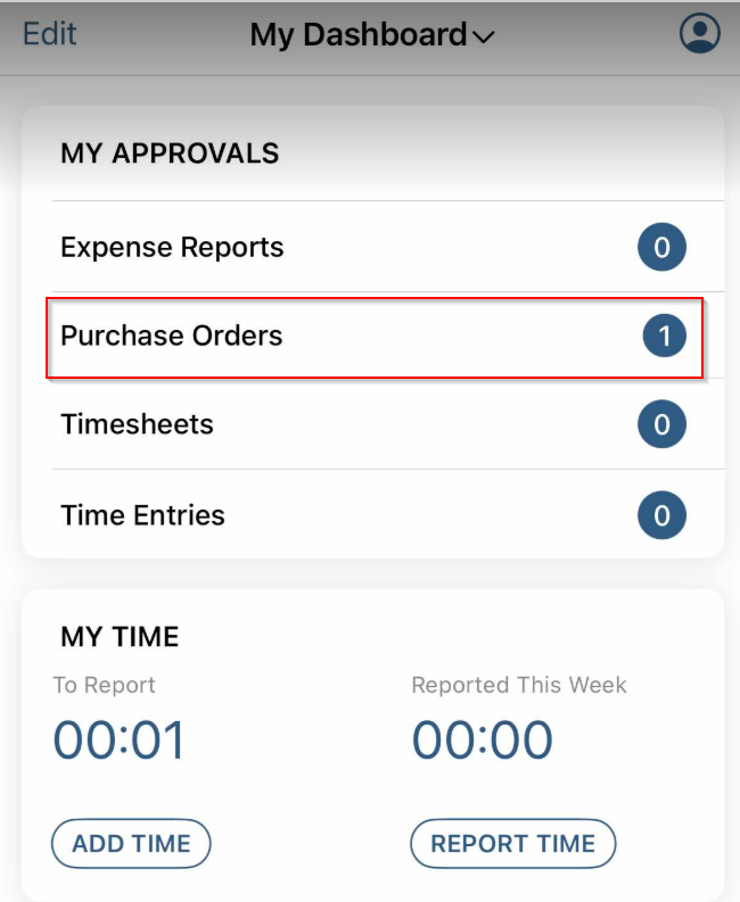 Edit My Dashboard
MY APPROVALS
Expense Reports 0
Purchase Orders 1
Timesheets 0
Time Entries 0
MY TIME
To Report Reported This Week
00:01 00:00
ADD TIME REPORT TIME